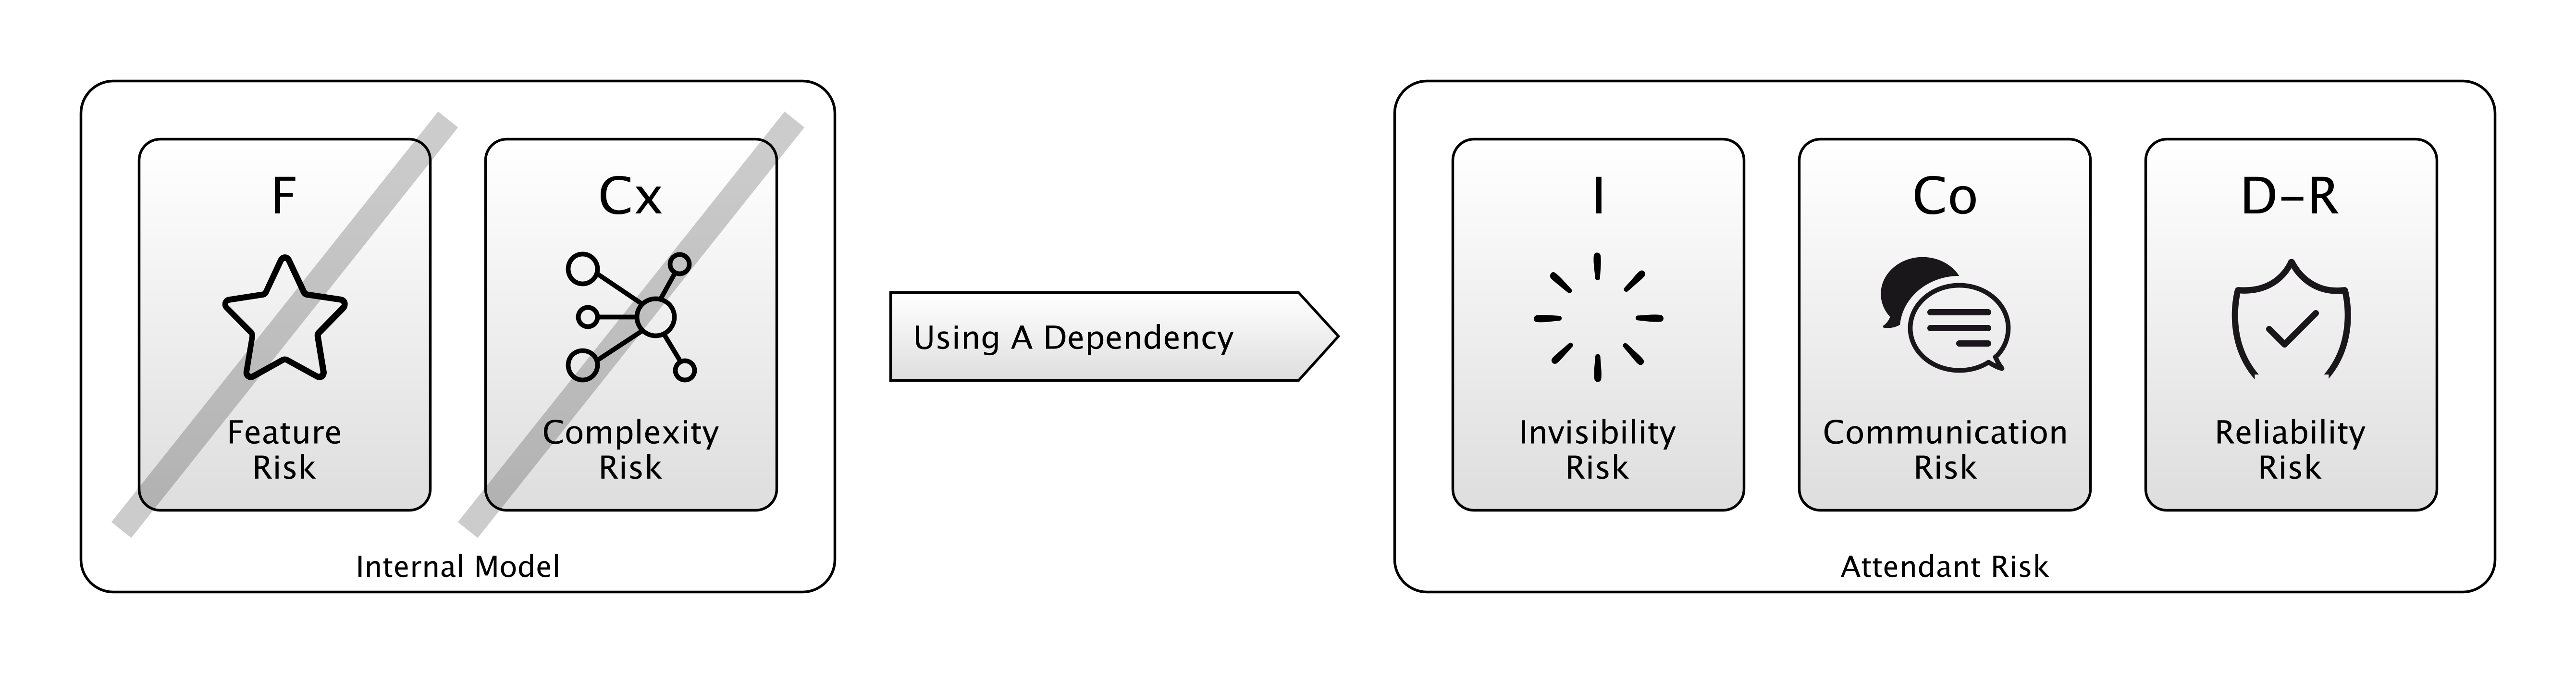 F
Feature
Risk
Cx
Complexity
Risk
Internal Model
Using A Dependency
I
Invisibility
Risk
Co
Communication
Risk
D–R
Reliability
Risk
Attendant Risk